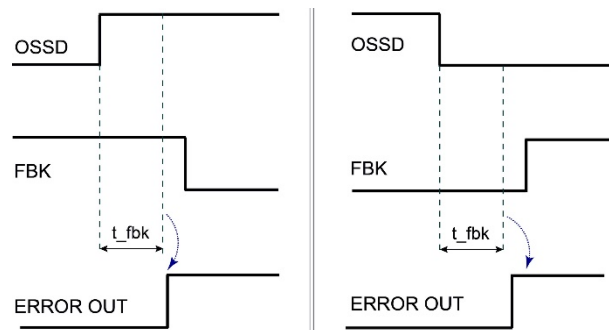 OSSD
FBK
t_fbk
ERROR OUT
OSSD
FBK
t_fbk
ERROR OUT